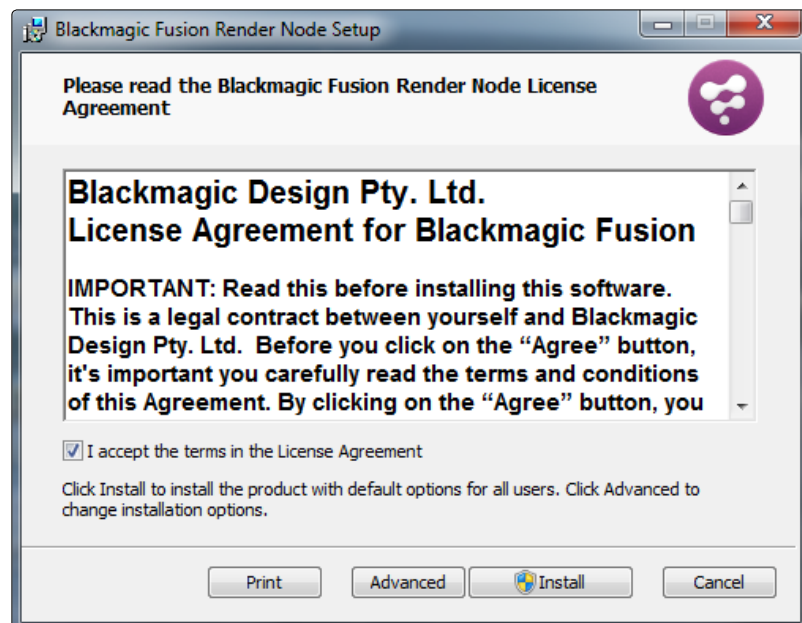 Blackmagic Fusion Render Node Setup
Please read the Blackmagic Fusion Render Node License
Agreement
Blackmagic Design Pty. Ltd.
License Agreement for Blackmagic Fusion
IMPORTANT: Read this before installing this software.
This is a legal contract between yourself and Blackmagic
Design Pty. Ltd.  Before you click on the “Agree” button,
it's important you carefully read the terms and conditions
of this Agreement. By clicking on the “Agree” button, you
I accept the terms in the License Agreement
Click Install to install the product with default options for all users. Click Advanced to
change installation options.
Print Advanced Install Cancel